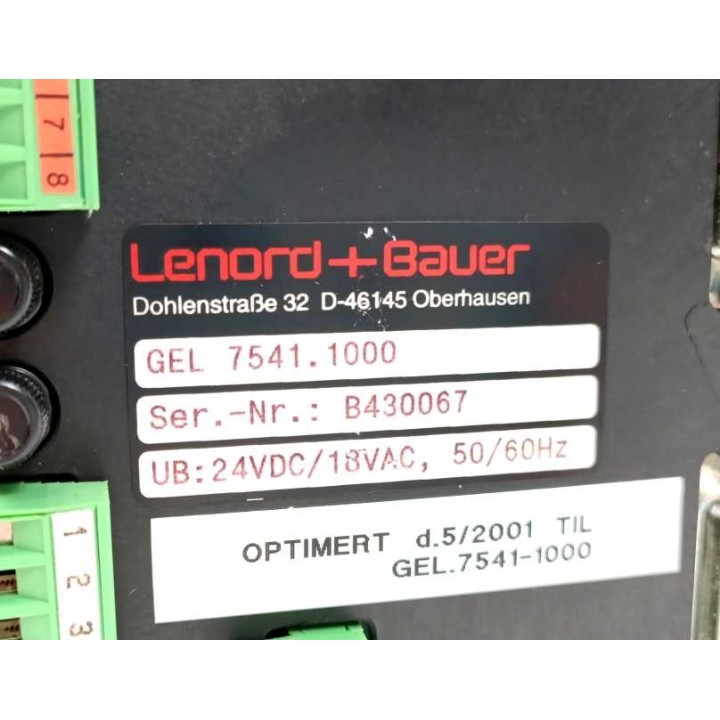 7
8
Lenord+Bauer
Dohlenstraße 32 D-46145 Oberhausen
GEL 7541.1000
Ser.-Nr.: B430067
UB:24VDC/18VAC, 50/60Hz
OPTIMERT d.5/2001 TIL
GEL.7541-1000
1
2
3